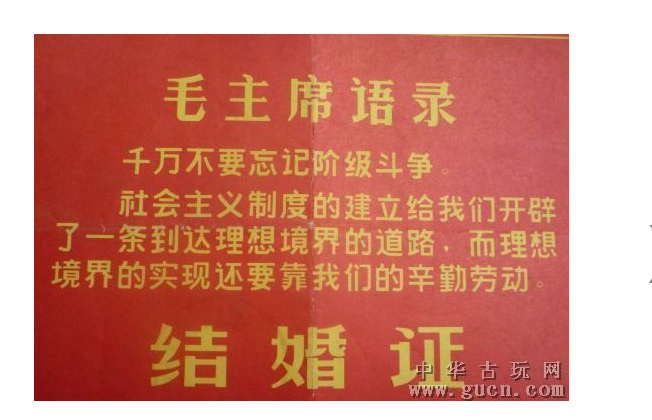 毛主席语录
千万不要忘记阶级斗争。
社会主义制度的建立给我们开辟
了一条到达理想境界的道路，而理想
境界的实现还要靠我们的辛勤劳动。
结婚证
中华古玩网
www.gucn.com